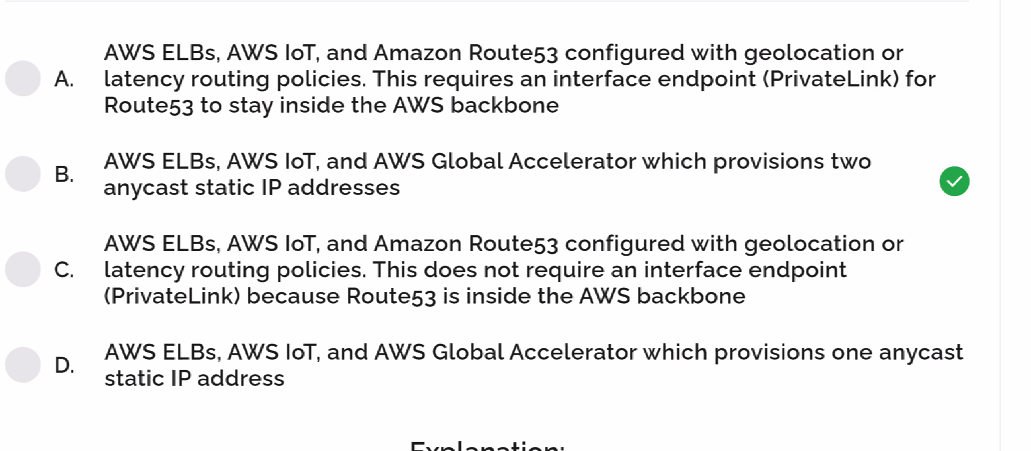 AWS ELBs, AWS IoT, and Amazon Route53 configured with geolocation or
A. latency routing policies. This requires an interface endpoint (PrivateLink) for
Route53 to stay inside the AWS backbone
AWS ELBs, AWS IoT, and AWS Global Accelerator which provisions two
B.
anycast static IP addresses
AWS ELBs, AWS IoT, and Amazon Route53 configured with geolocation or
C. latency routing policies. This does not require an interface endpoint
(PrivateLink) because Route53 is inside the AWS backbone
AWS ELBs, AWS IoT, and AWS Global Accelerator which provisions one anycast
D.
static IP address
Explanation: